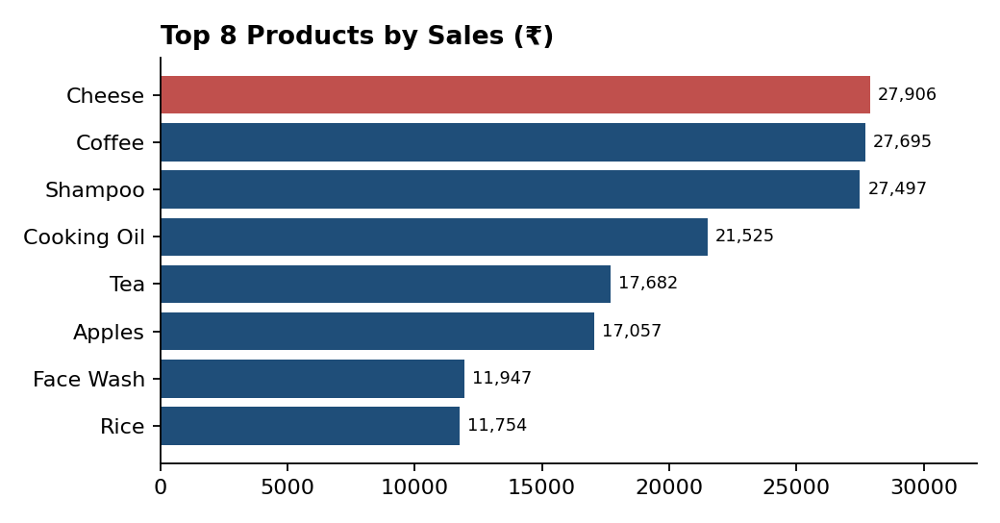 Top 8 Products by Sales (₹)
Cheese 27,906
Coffee 27,695
Shampoo 27,497
Cooking Oil 21,525
Tea 17,682
Apples 17,057
Face Wash 11,947
Rice 11,754
0 5000 10000 15000 20000 25000 30000